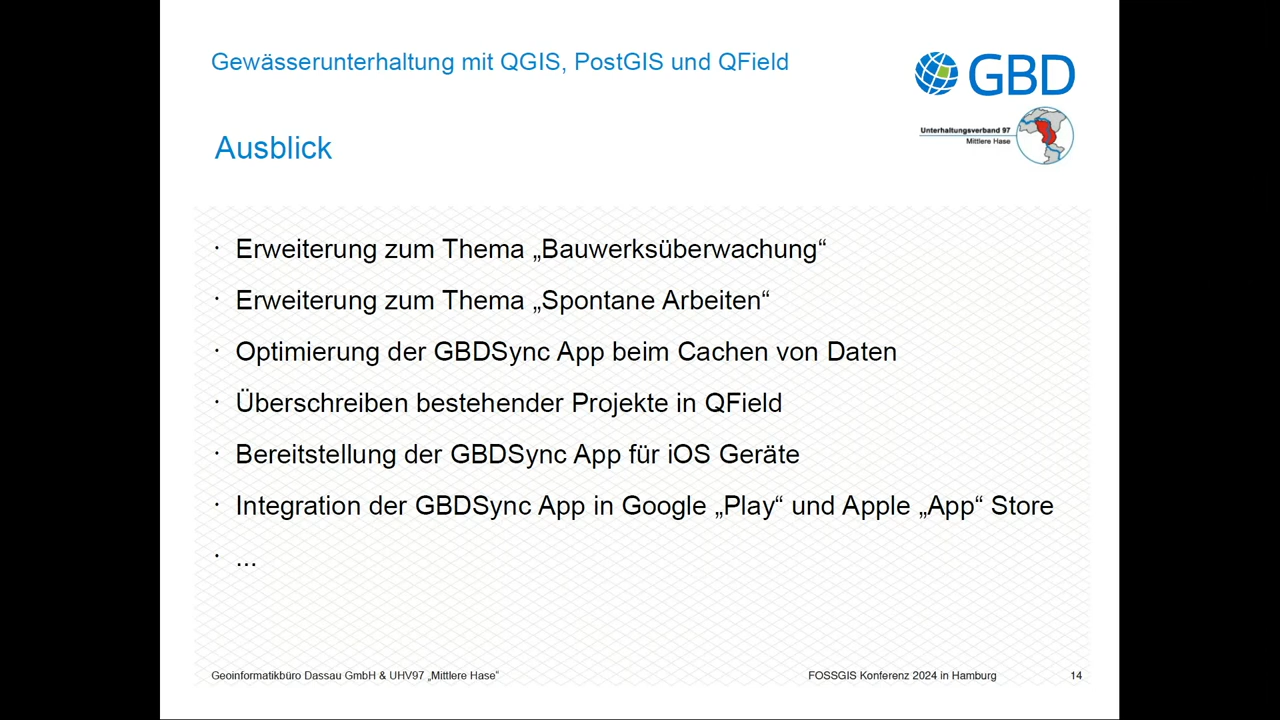 Gewässerunterhaltung mit QGIS, PostGIS und QField
GBD
Unterhaltungsverband 97
Mittlere Hase
Ausblick
· Erweiterung zum Thema „Bauwerksüberwachung“
· Erweiterung zum Thema „Spontane Arbeiten“
· Optimierung der GBDSync App beim Cachen von Daten
· Überschreiben bestehender Projekte in QField
· Bereitstellung der GBDSync App für iOS Geräte
· Integration der GBDSync App in Google „Play“ und Apple „App“ Store
· ...
Geoinformatikbüro Dassau GmbH & UHV97 „Mittlere Hase“
FOSSGIS Konferenz 2024 in Hamburg
14